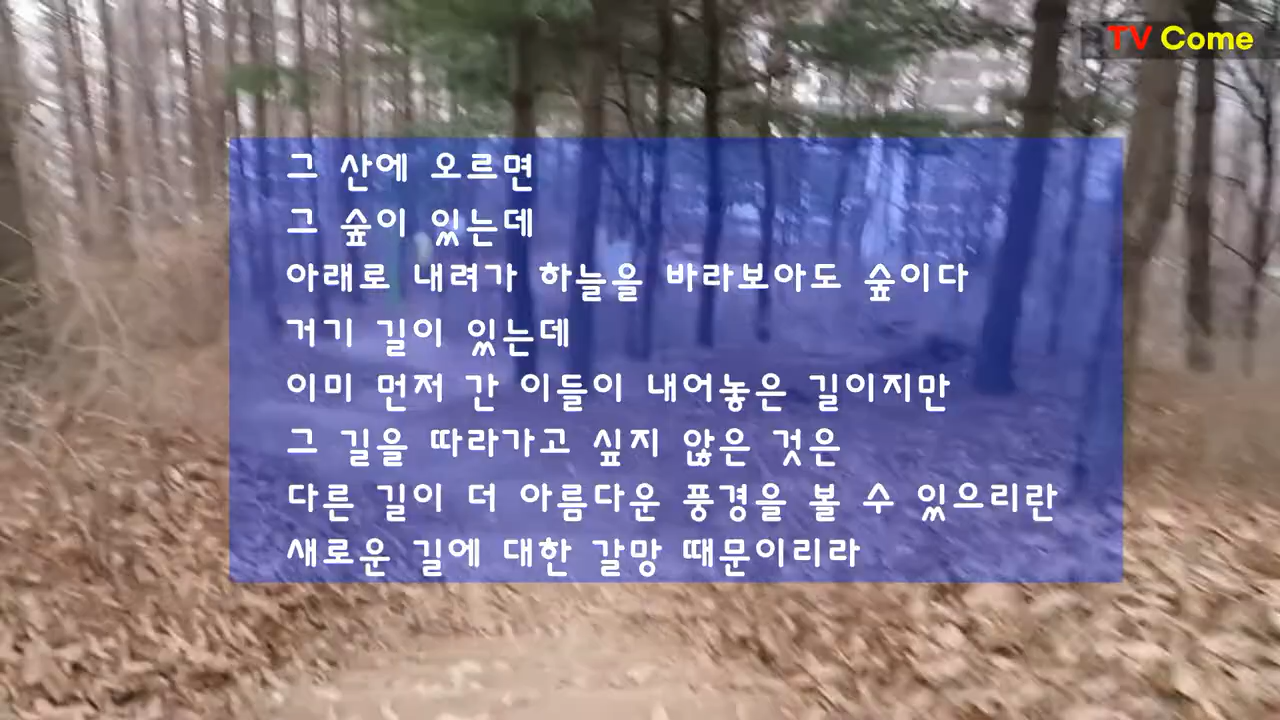 TV Come
그 산에 오르면
그 숲이 있는데
아래로 내려가 하늘을 바라보아도 숲이다
거기 길이 있는데
이미 먼저 간 이들이 내어놓은 길이지만
그 길을 따라가고 싶지 않은 것은
다른 길이 더 아름다운 풍경을 볼 수 있으리란
새로운 길에 대한 갈망 때문이리라